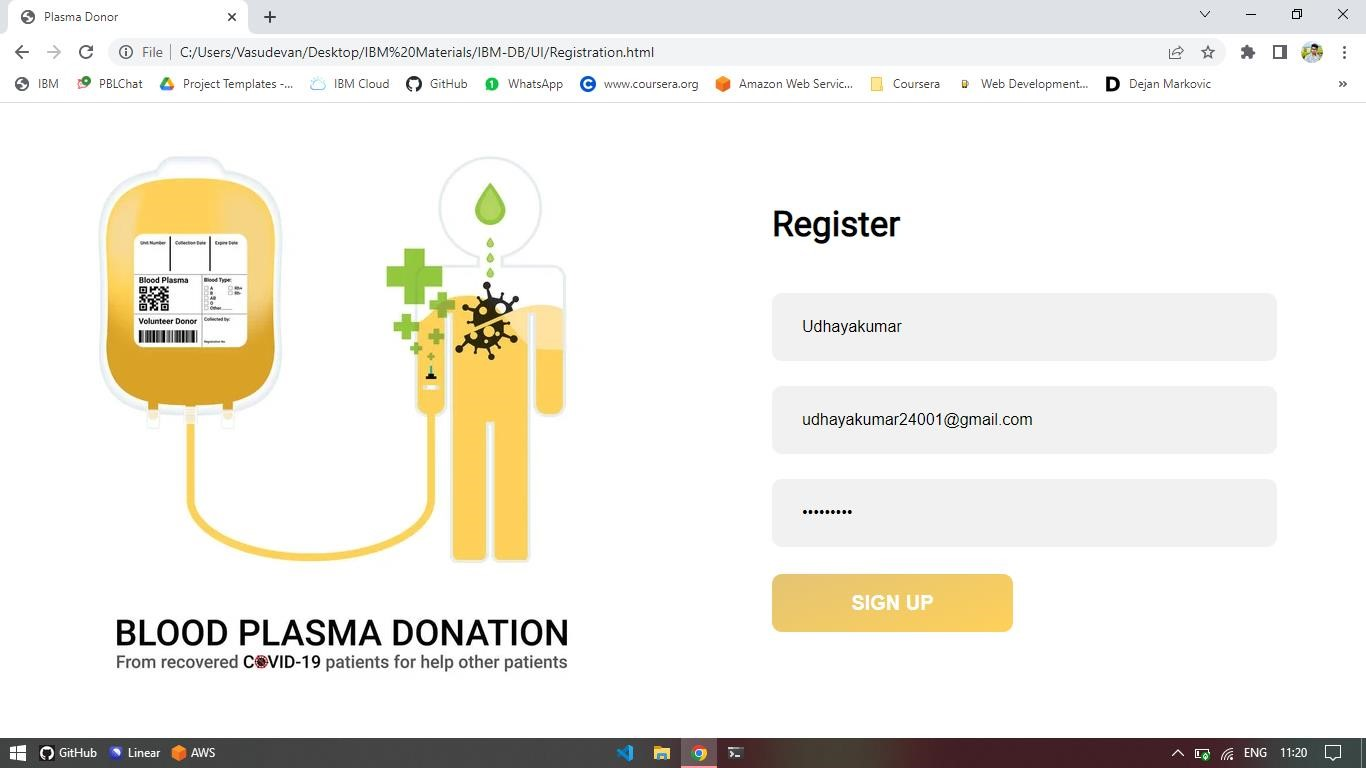 Plasma Donor
File
C:/Users/Vasudevan/Desktop/IBM%20Materials/IBM-DB/UI/Registration.html
IBM PBLChat Project Templates -... IBM Cloud GitHub WhatsApp www.coursera.org Amazon Web Servic... Coursera Web Development... Dejan Markovic »
Unit Number Collection Date Expire Date
Blood Plasma
Blood Type:
A Rh+
B Rh-
AB
O
Other
Volunteer Donor
Collected by:
Registration No
BLOOD PLASMA DONATION
From recovered COVID-19 patients for help other patients
Register
Udhayakumar
udhayakumar24001@gmail.com
•••••••••
SIGN UP
GitHub Linear AWS ENG 11:20